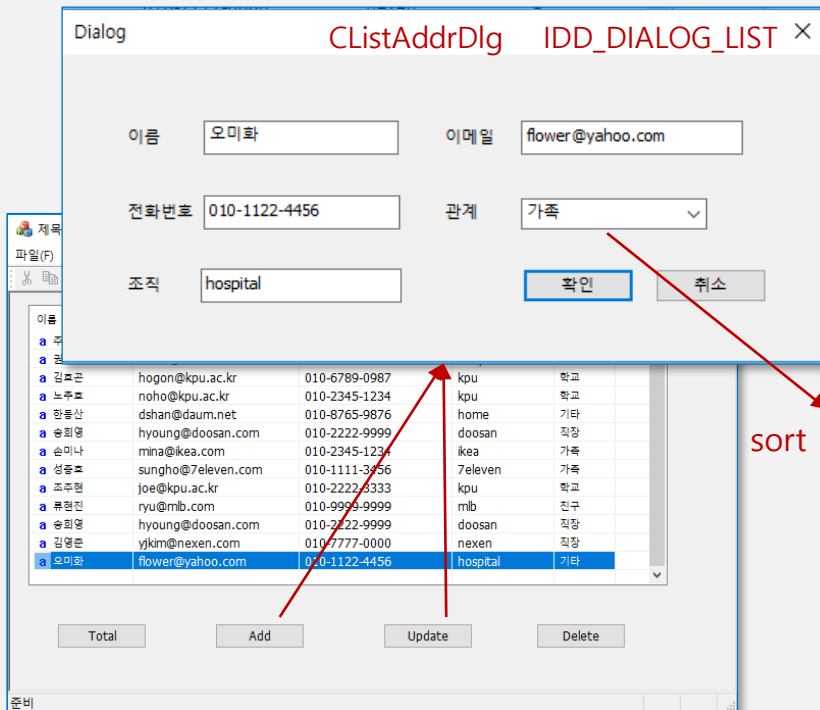 Dialog
CListAddrDlg IDD_DIALOG_LIST
이름 오미화 이메일 flower@yahoo.com
전화번호 010-1122-4456 관계 가족
조직 hospital 확인 취소
제목
파일(F)
이름
a 주
a 권
a 김호곤 hogon@kpu.ac.kr 010-6789-0987 kpu 학교
a 노주호 noho@kpu.ac.kr 010-2345-1234 kpu 학교
a 한동산 dshan@daum.net 010-8765-9876 home 기타
a 송희영 hyoung@doosan.com 010-2222-9999 doosan 직장
a 손미나 mina@ikea.com 010-2345-1234 ikea 가족
a 성중호 sungho@7eleven.com 010-1111-3456 7eleven 가족
a 조주현 joe@kpu.ac.kr 010-2222-3333 kpu 학교
a 류현진 ryu@mlb.com 010-9999-9999 mlb 친구
a 송희영 hyoung@doosan.com 010-2222-9999 doosan 직장
a 김영준 yjkim@nexen.com 010-7777-0000 nexen 직장
a 오미화 flower@yahoo.com 010-1122-4456 hospital 기타
sort
Total Add Update Delete
준비